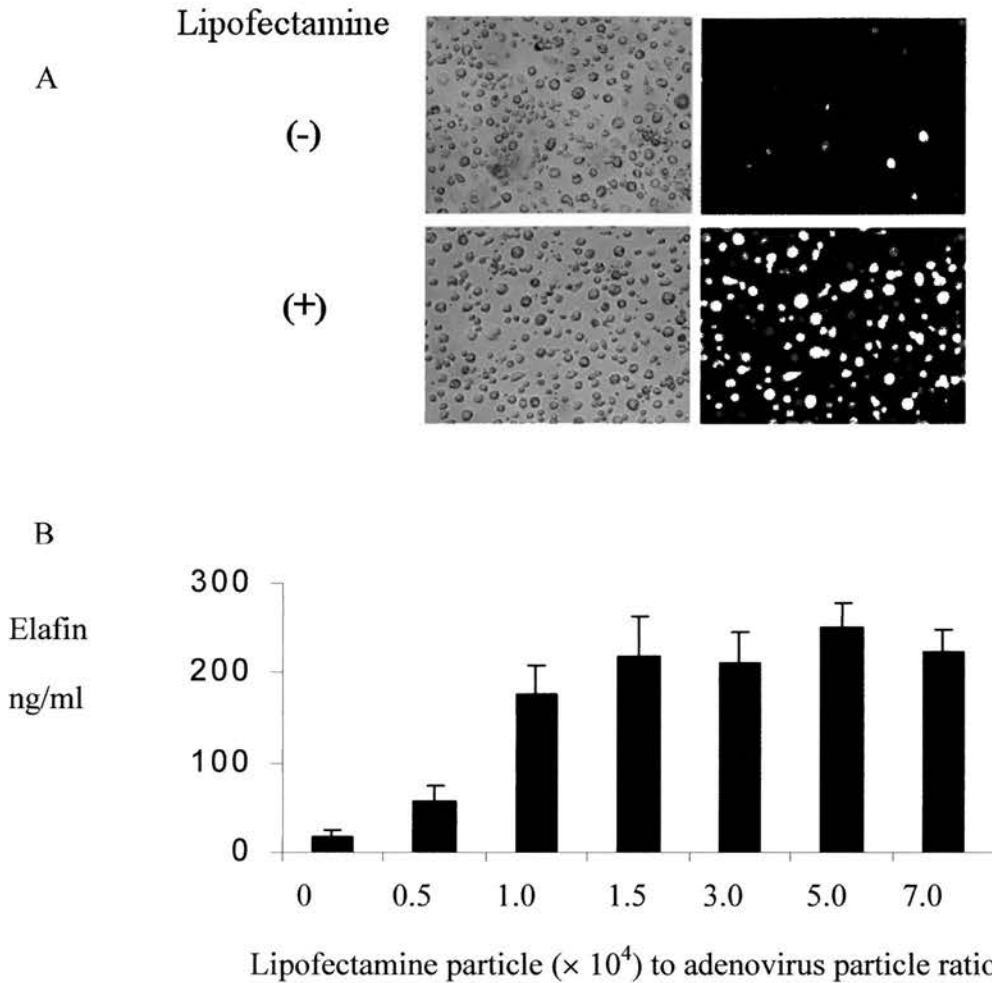 Lipofectamine
A
(-)
(+)
B
Elafin
ng/ml
300
200
100
0
0 0.5 1.0 1.5 3.0 5.0 7.0
Lipofectamine particle (× 10⁴) to adenovirus particle ratio